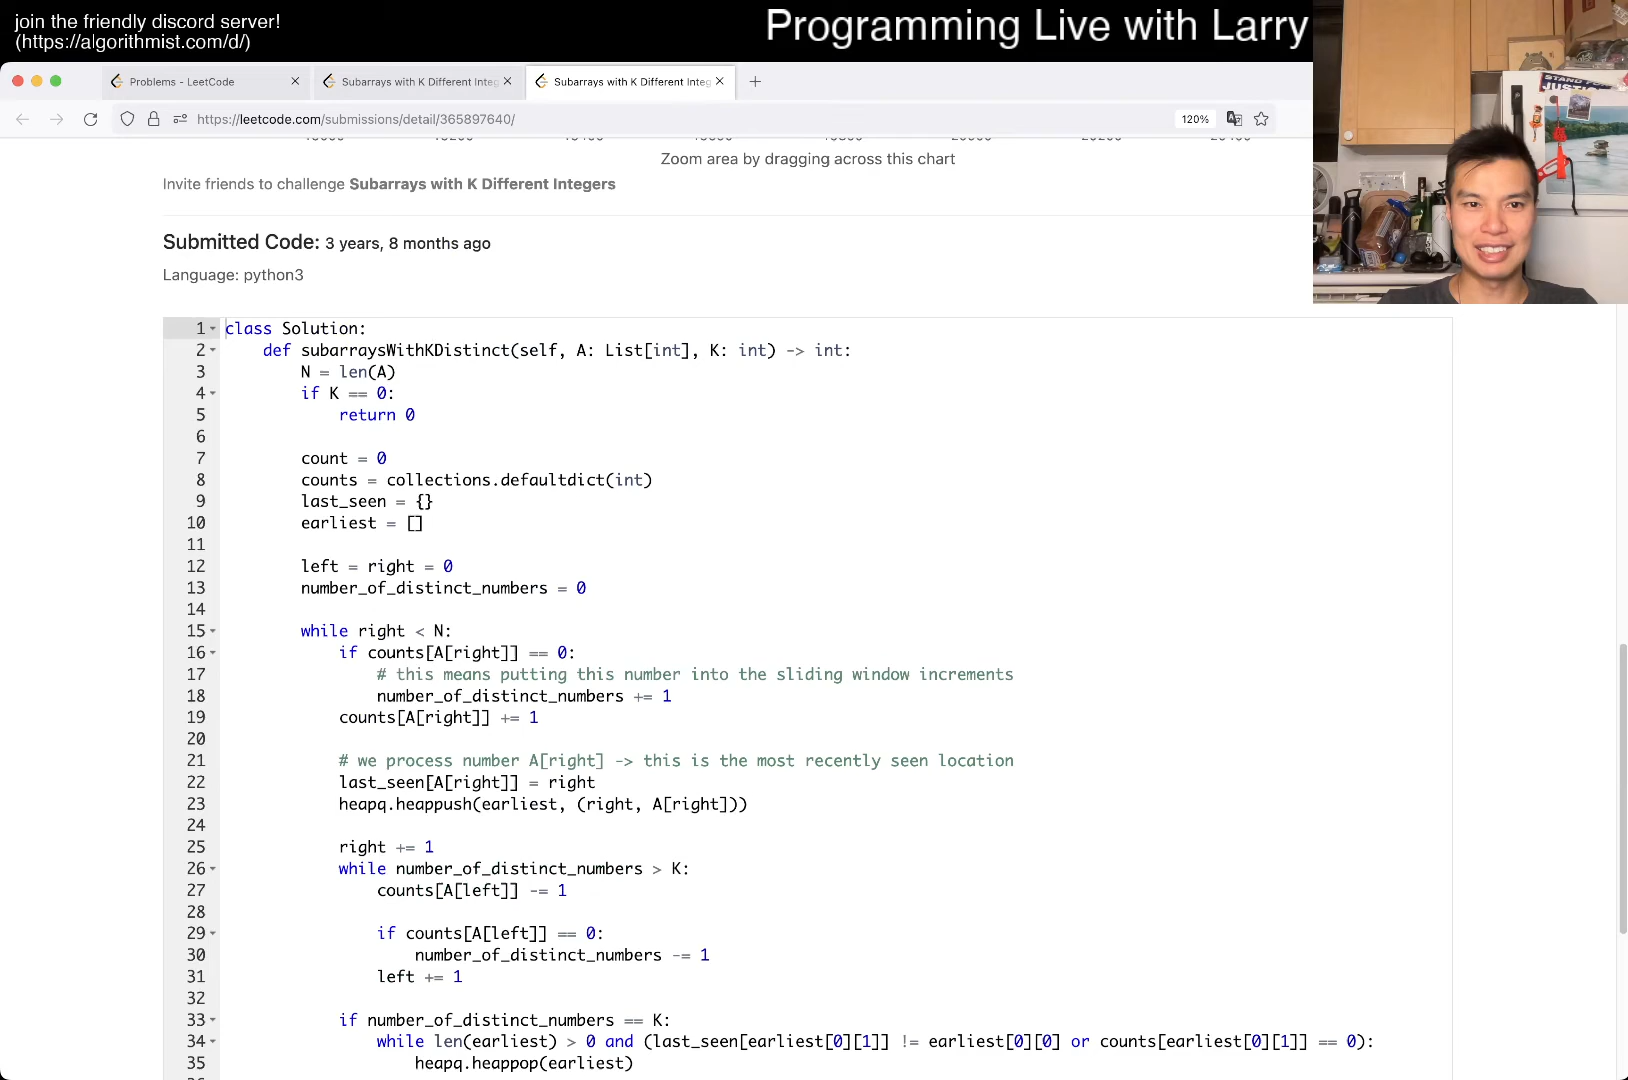 join the friendly discord server!
(https://algorithmist.com/d/)
Programming Live with Larry
Problems - LeetCode
Subarrays with K Different Integ
Subarrays with K Different Integ
https://leetcode.com/submissions/detail/365897640/
120%
Zoom area by dragging across this chart
Invite friends to challenge Subarrays with K Different Integers
Submitted Code: 3 years, 8 months ago
Language: python3
1 class Solution:
2 def subarraysWithKDistinct(self, A: List[int], K: int) -> int:
3 N = len(A)
4 if K == 0:
5 return 0
6
7 count = 0
8 counts = collections.defaultdict(int)
9 last_seen = {}
10 earliest = []
11
12 left = right = 0
13 number_of_distinct_numbers = 0
14
15 while right < N:
16 if counts[A[right]] == 0:
17 # this means putting this number into the sliding window increments
18 number_of_distinct_numbers += 1
19 counts[A[right]] += 1
20
21 # we process number A[right] -> this is the most recently seen location
22 last_seen[A[right]] = right
23 heapq.heappush(earliest, (right, A[right]))
24
25 right += 1
26 while number_of_distinct_numbers > K:
27 counts[A[left]] -= 1
28
29 if counts[A[left]] == 0:
30 number_of_distinct_numbers -= 1
31 left += 1
32
33 if number_of_distinct_numbers == K:
34 while len(earliest) > 0 and (last_seen[earliest[0][1]] != earliest[0][0] or counts[earliest[0][1]] == 0):
35 heapq.heappop(earliest)